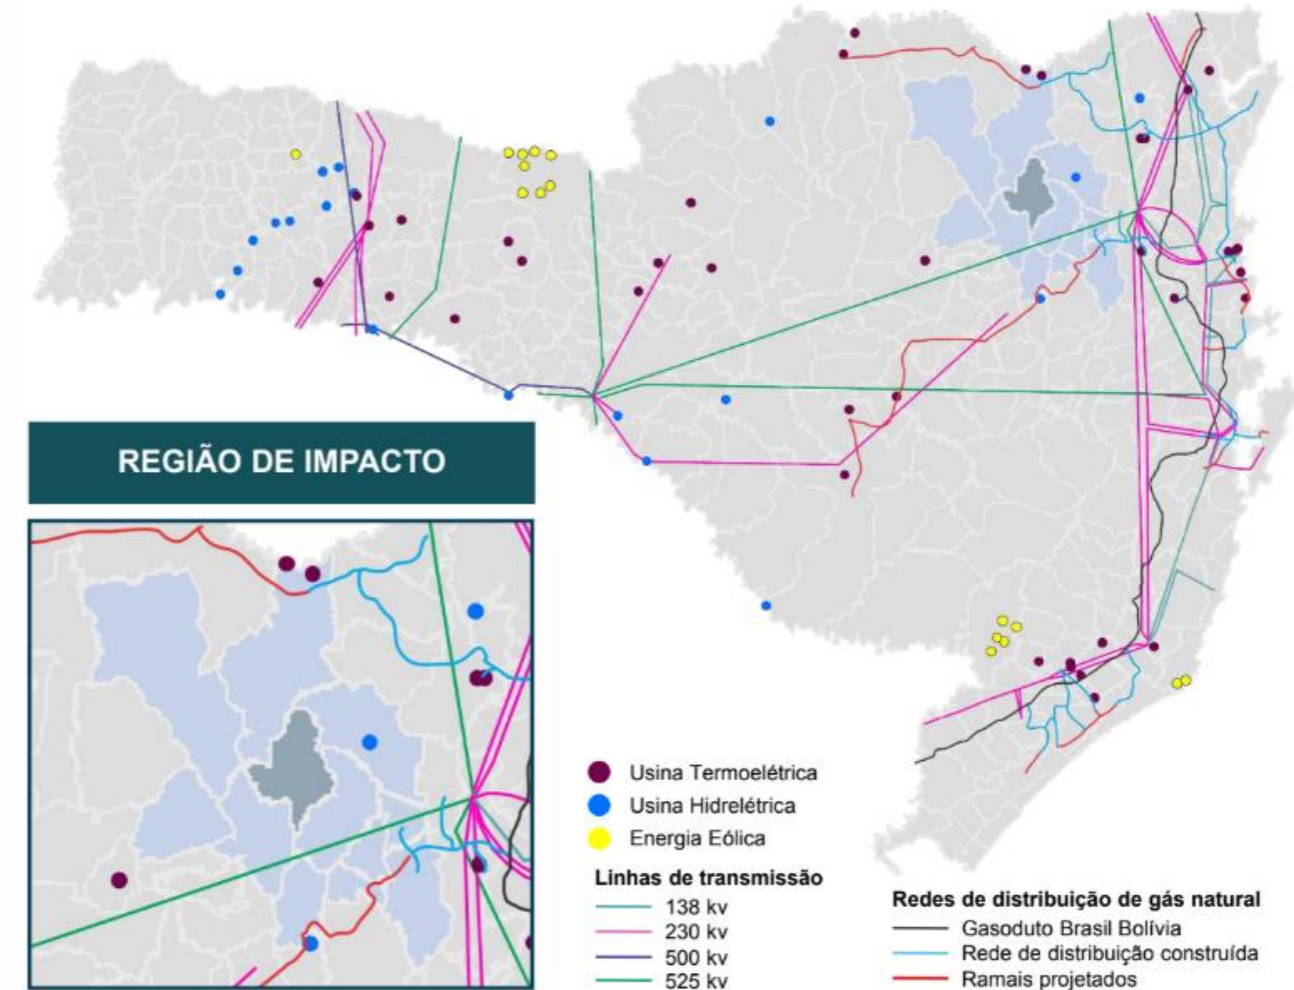 REGIÃO DE IMPACTO
Usina Termoelétrica
Usina Hidrelétrica
Energia Eólica
Linhas de transmissão
138 kv
230 kv
500 kv
525 kv
Redes de distribuição de gás natural
Gasoduto Brasil Bolívia
Rede de distribuição construída
Ramais projetados